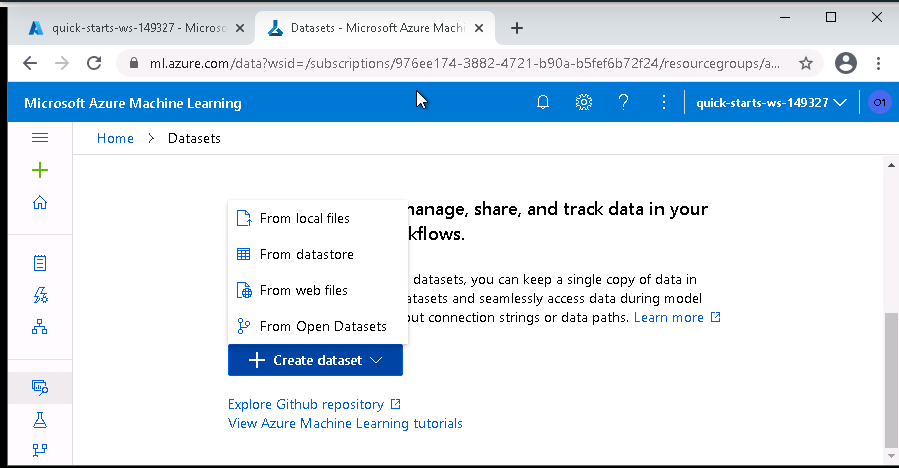 quick-starts-ws-149327 - Microso
Datasets - Microsoft Azure Machi
ml.azure.com/data?wsid=/subscriptions/976ee174-3882-4721-b90a-b5fef6b72f24/resourcegroups/a...
Microsoft Azure Machine Learning
quick-starts-ws-149327
O1
Home > Datasets
From local files
From datastore
From web files
From Open Datasets
manage, share, and track data in your
kflows.
datasets, you can keep a single copy of data in
atasets and seamlessly access data during model
out connection strings or data paths. Learn more
Create dataset
Explore Github repository
View Azure Machine Learning tutorials